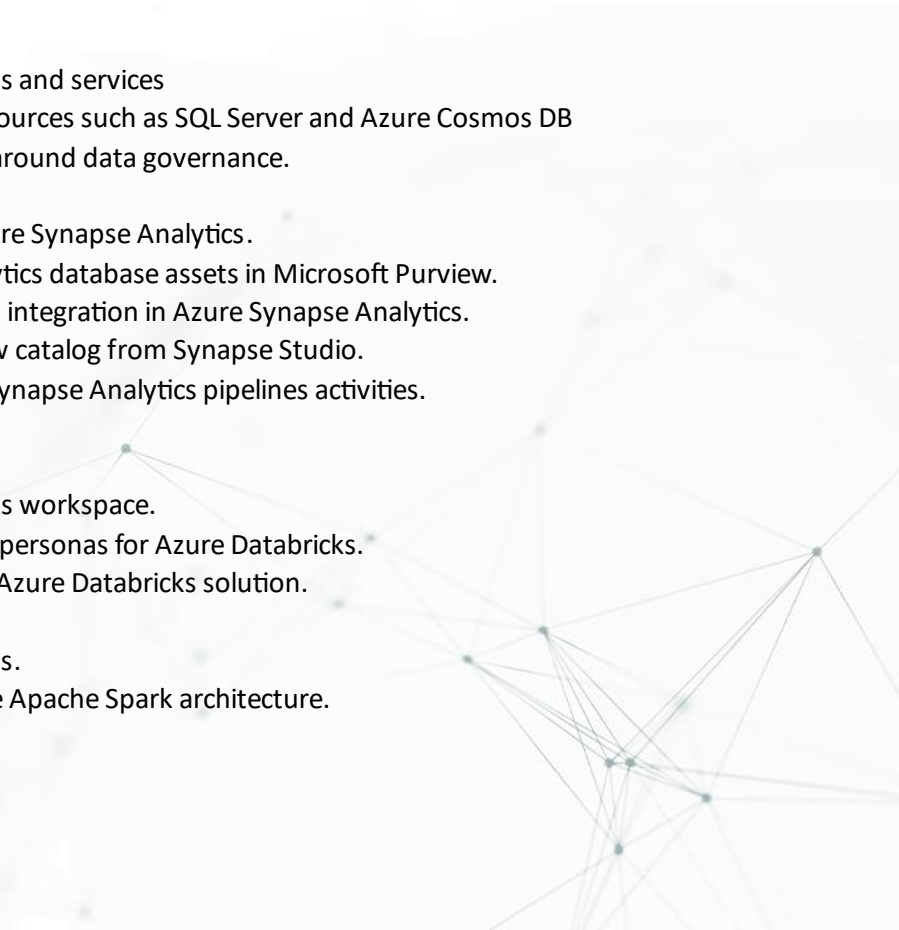 s and services
ources such as SQL Server and Azure Cosmos DB
around data governance.
re Synapse Analytics.
ytics database assets in Microsoft Purview.
integration in Azure Synapse Analytics.
w catalog from Synapse Studio.
ynapse Analytics pipelines activities.
s workspace.
personas for Azure Databricks.
Azure Databricks solution.
s.
e Apache Spark architecture.